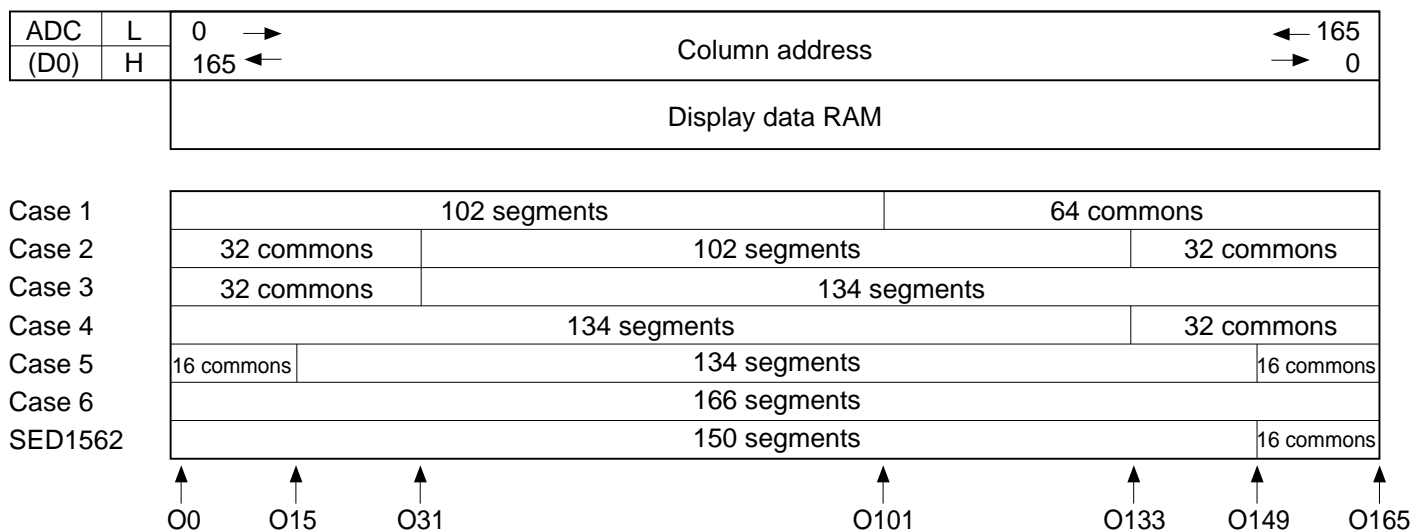 ADC L 0 165
Column address
(D0) H 165 0
Display data RAM
Case 1 102 segments 64 commons
Case 2 32 commons 102 segments 32 commons
Case 3 32 commons 134 segments
Case 4 134 segments 32 commons
Case 5 16 commons 134 segments 16 commons
Case 6 166 segments
SED1562 150 segments 16 commons
O0 O15 O31 O101 O133 O149 O165